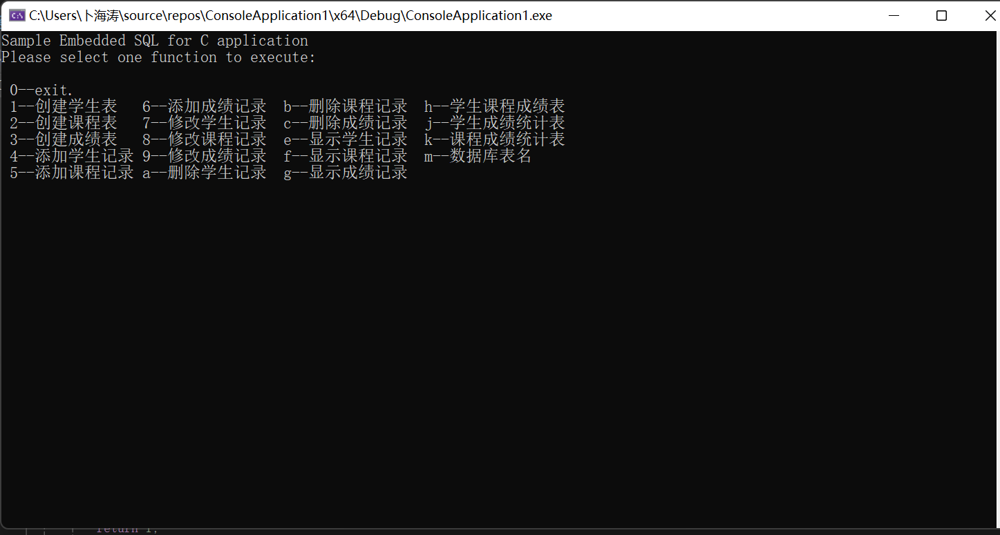 C:\Users\卜海涛\source\repos\ConsoleApplication1\x64\Debug\ConsoleApplication1.exe
Sample Embedded SQL for C application
Please select one function to execute:
0--exit.
1--创建学生表 6--添加成绩记录 b--删除课程记录 h--学生课程成绩表
2--创建课程表 7--修改学生记录 c--删除成绩记录 j--学生成绩统计表
3--创建成绩表 8--修改课程记录 e--显示学生记录 k--课程成绩统计表
4--添加学生记录 9--修改成绩记录 f--显示课程记录 m--数据库表名
5--添加课程记录 a--删除学生记录 g--显示成绩记录